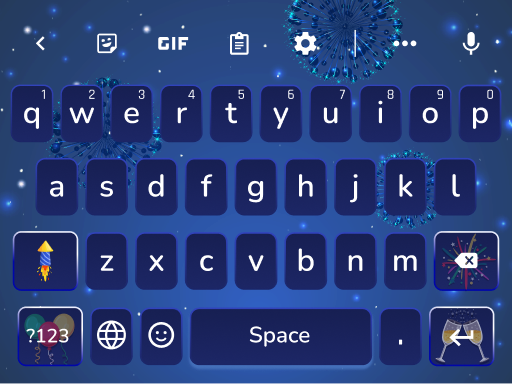 GIF
1 2 3 4 5 6 7 8 9 0
q w e r t y u i o p
a s d f g h j k l
z x c v b n m
?123 Space .